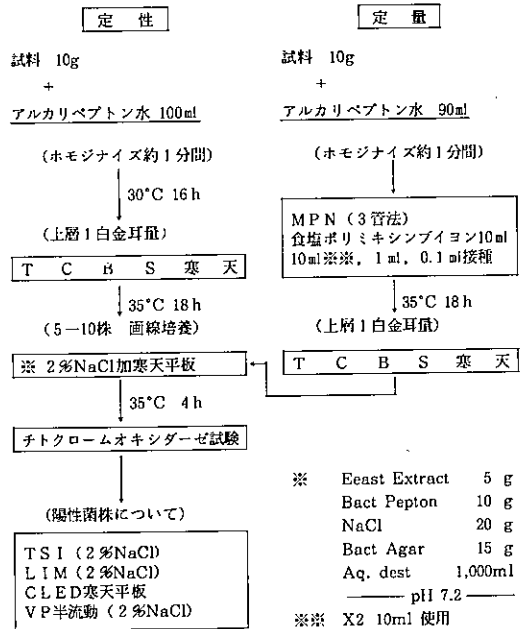 定 性
試料 10g
+
アルカリペプトン水 100ml
(ホモジナイズ約1分間)
30°C 16h
(上層1白金耳量)
T C B S 寒 天
35°C 18h
(5-10株 画線培養)
※ 2%NaCl加寒天平板
35°C 4h
チトクロームオキシダーゼ試験
(陽性菌株について)
TSI (2%NaCl)
LIM (2%NaCl)
CLED寒天平板
VP半流動 (2%NaCl)
定 量
試料 10g
+
アルカリペプトン水 90ml
(ホモジナイズ約1分間)
MPN (3管法)
食塩ポリミキシンブイヨン10ml
10ml※※, 1ml, 0.1ml接種
35°C 18h
(上層1白金耳量)
T C B S 寒 天
※ Eeast Extract 5 g
Bact Pepton 10 g
NaCl 20 g
Bact Agar 15 g
Aq. dest 1,000ml
pH 7.2
※※ X2 10ml 使用